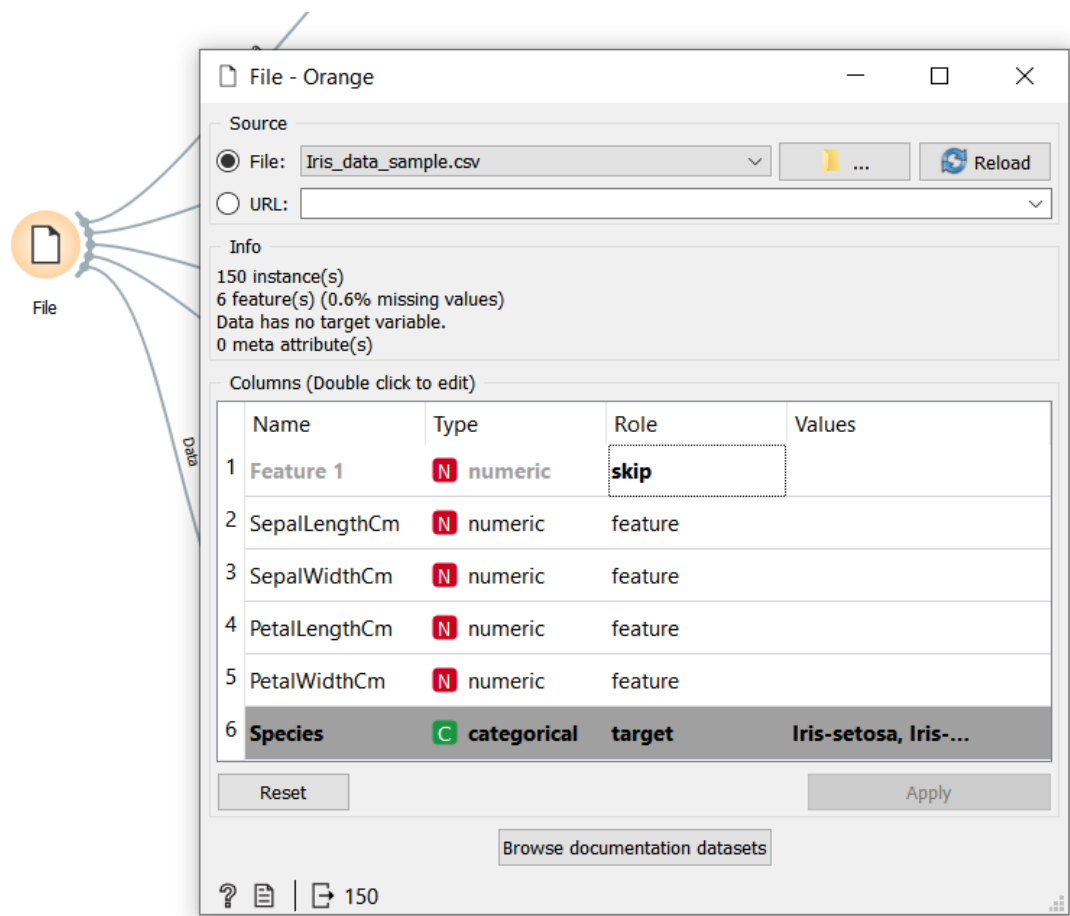 File - Orange
Source
File: Iris_data_sample.csv ... Reload
URL:
Info
150 instance(s)
6 feature(s) (0.6% missing values)
Data has no target variable.
0 meta attribute(s)
File
Columns (Double click to edit)
Name Type Role Values
Data
1 Feature 1 N numeric skip
2 SepalLengthCm N numeric feature
3 SepalWidthCm N numeric feature
4 PetalLengthCm N numeric feature
5 PetalWidthCm N numeric feature
6 Species C categorical target Iris-setosa, Iris-...
Reset Apply
Browse documentation datasets
? 150